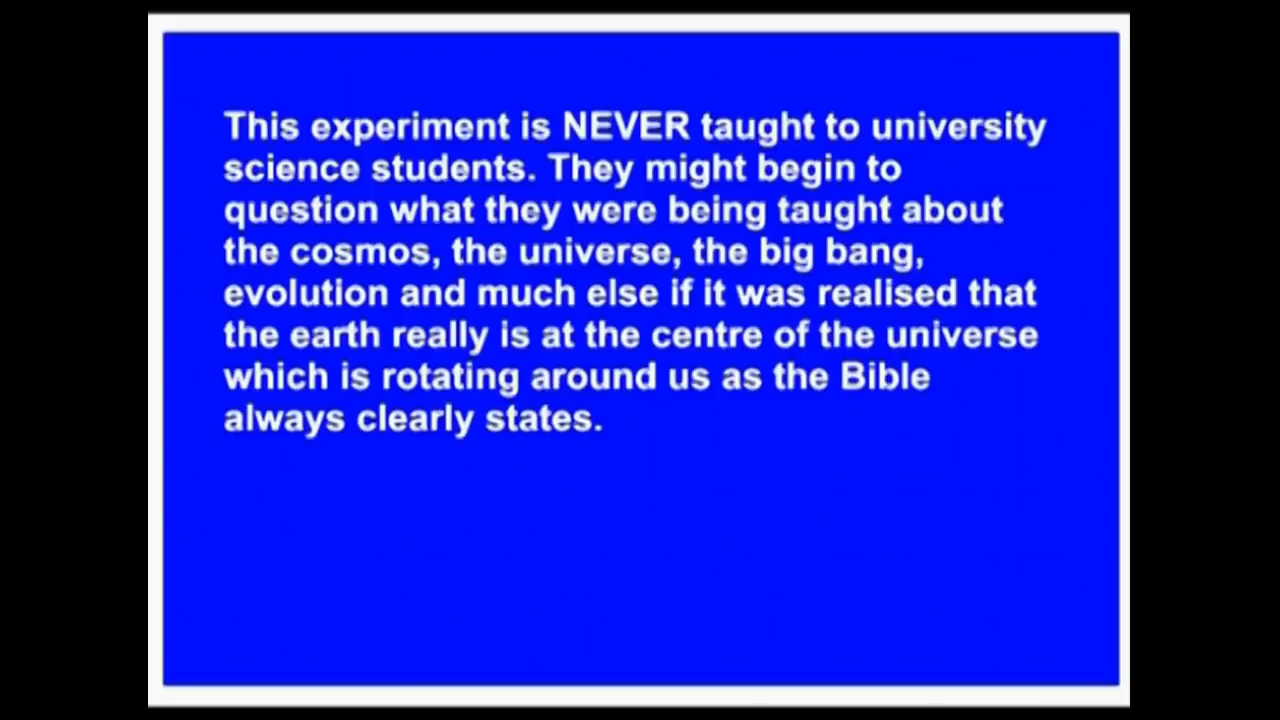 This experiment is NEVER taught to university
science students. They might begin to
question what they were being taught about
the cosmos, the universe, the big bang,
evolution and much else if it was realised that
the earth really is at the centre of the universe
which is rotating around us as the Bible
always clearly states.